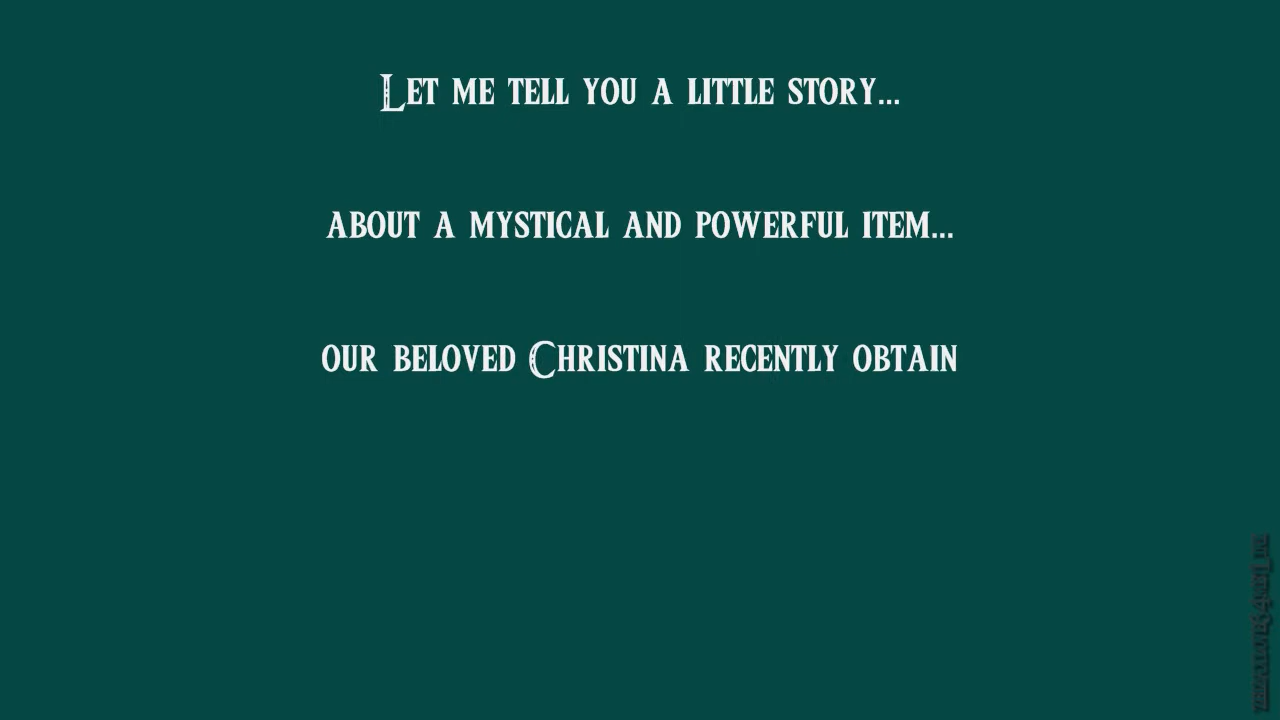 Let me tell you a little story...
about a mystical and powerful item...
our beloved Christina recently obtain